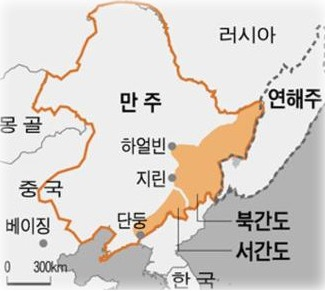 러시아
만 주
연해주
몽 골
하얼빈
지린
중 국
북간도
단둥
베이징
서간도
0 300km
한 국